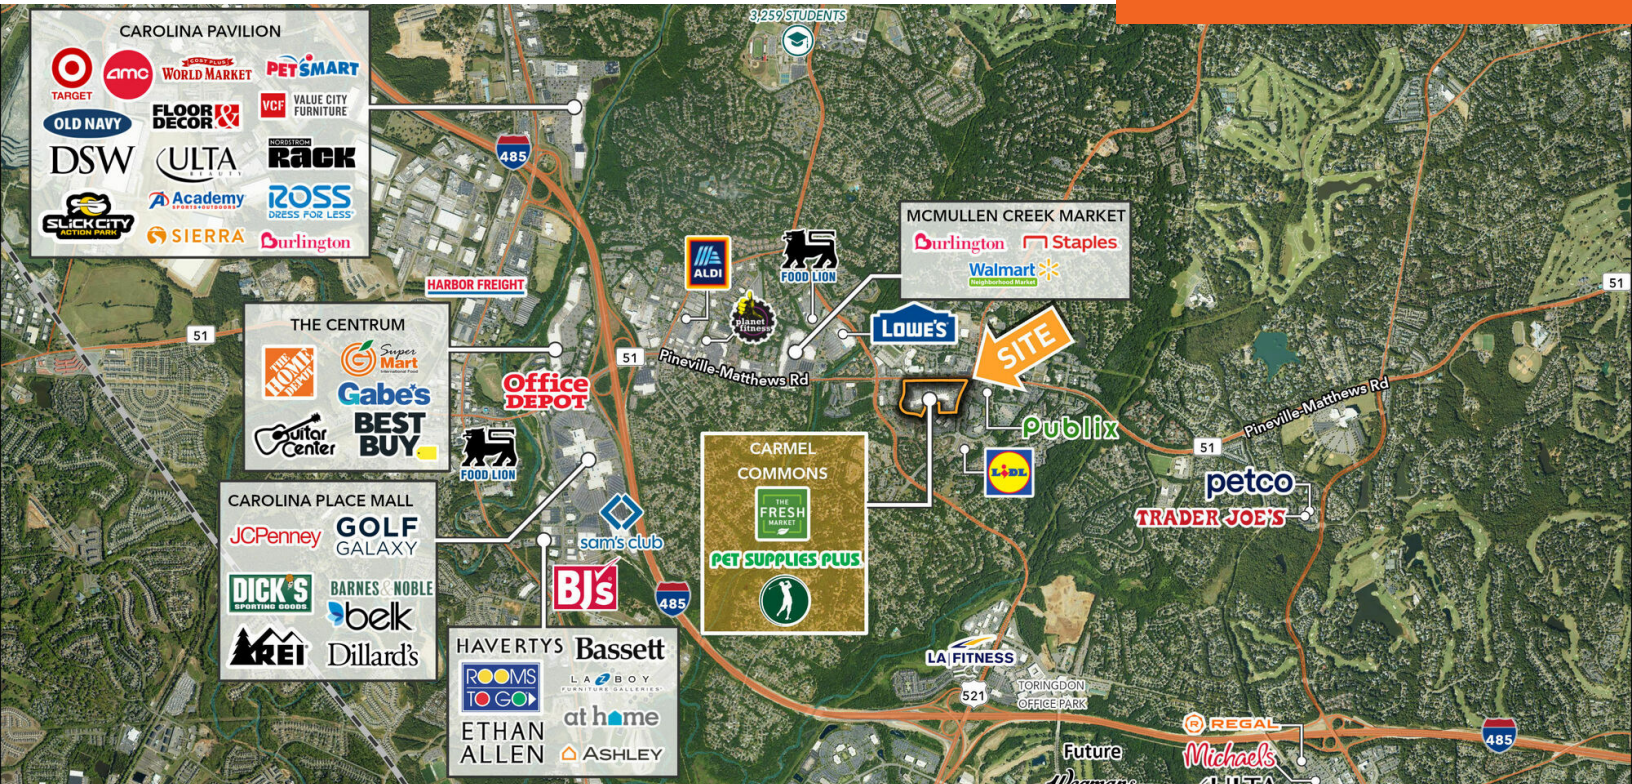 3,259 STUDENTS
CAROLINA PAVILION
TARGET
amc
COST PLUS
WORLD MARKET
PETSMART
OLD NAVY
FLOOR &
DECOR
VCF
VALUE CITY
FURNITURE
DSW
ULTA
BEAUTY
NORDSTROM
RACK
SLICK CITY
ACTION PARK
Academy
SPORTS+OUTDOORS
ROSS
DRESS FOR LESS
SIERRA
Burlington
485
HARBOR FREIGHT
ALDI
FOOD LION
planet
fitness
MCMULLEN CREEK MARKET
Burlington
Staples
Walmart
Neighborhood Market
LOWE'S
SITE
51
51
51
51
Pineville-Matthews Rd
Pineville-Matthews Rd
THE CENTRUM
THE
HOME
DEPOT
Super
Mart
International Food
Gabe's
Guitar
Center
BEST
BUY
Office
DEPOT
FOOD LION
Publix
LIDL
petco
TRADER JOE'S
CAROLINA PLACE MALL
JCPenney
GOLF
GALAXY
DICK'S
SPORTING GOODS
BARNES & NOBLE
belk
REI
Dillard's
sam's club
BJ's
485
CARMEL
COMMONS
THE
FRESH
MARKET
PET SUPPLIES PLUS
HAVERTYS
Bassett
ROOMS
TO GO
LA Z BOY
FURNITURE GALLERIES
ETHAN
ALLEN
at home
ASHLEY
LA FITNESS
521
TORINGDON
OFFICE PARK
REGAL
Michaels
ULTA
485
Future
Wegmans